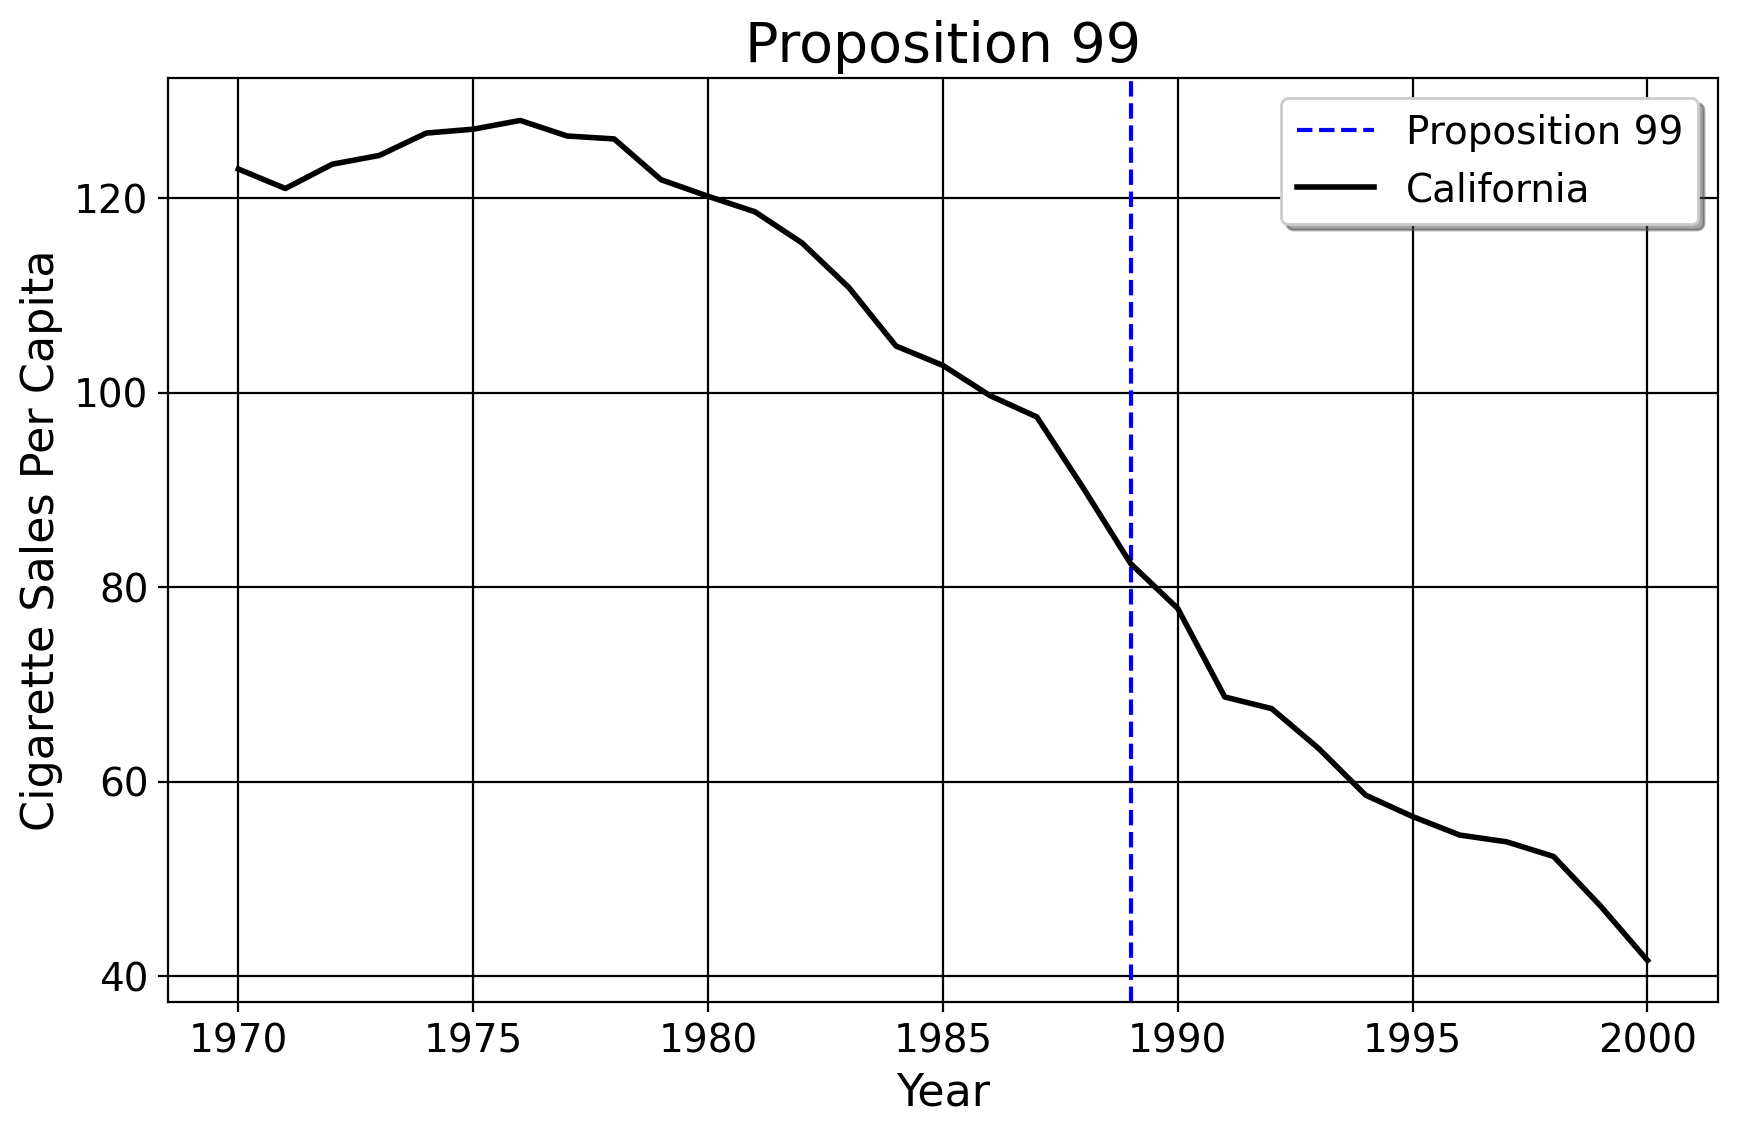 Proposition 99
Proposition 99
California
Cigarette Sales Per Capita
120
100
80
60
40
1970 1975 1980 1985 1990 1995 2000
Year